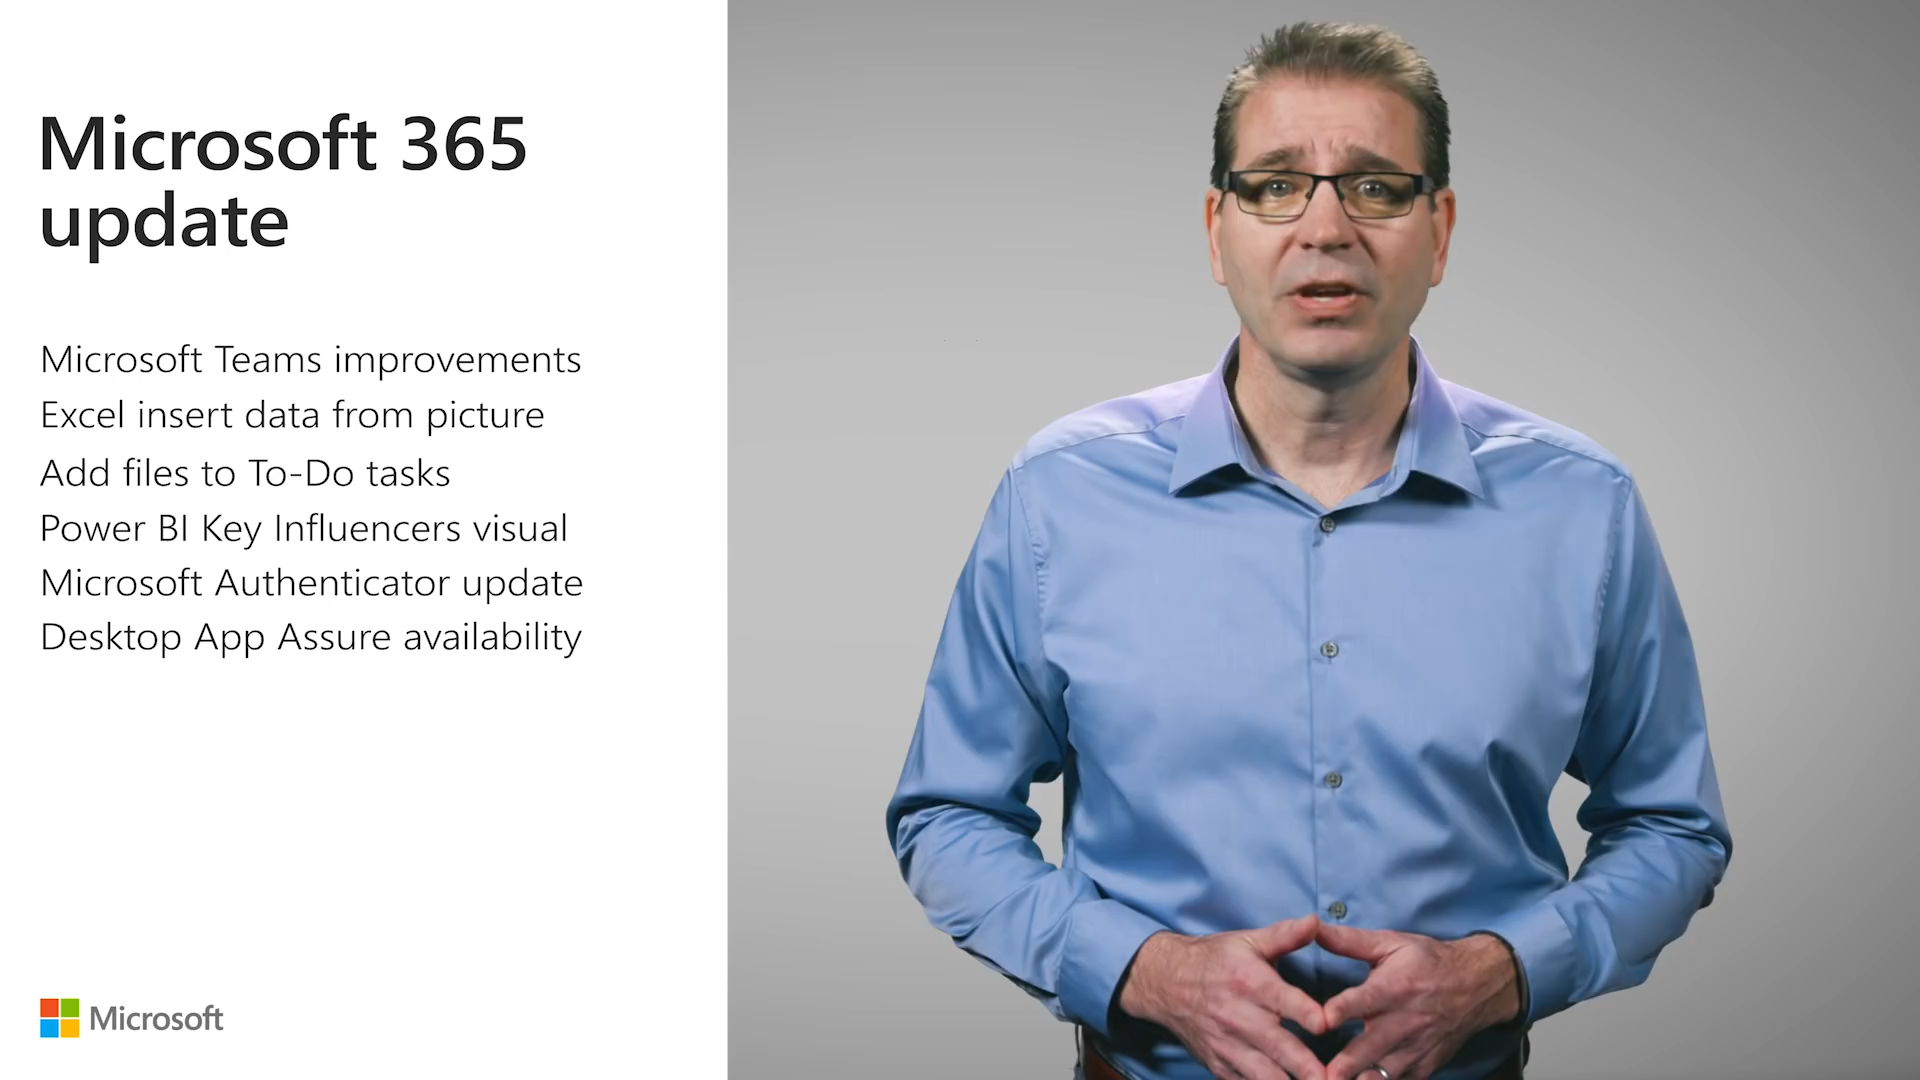 Microsoft 365
update
Microsoft Teams improvements
Excel insert data from picture
Add files to To-Do tasks
Power BI Key Influencers visual
Microsoft Authenticator update
Desktop App Assure availability
Microsoft